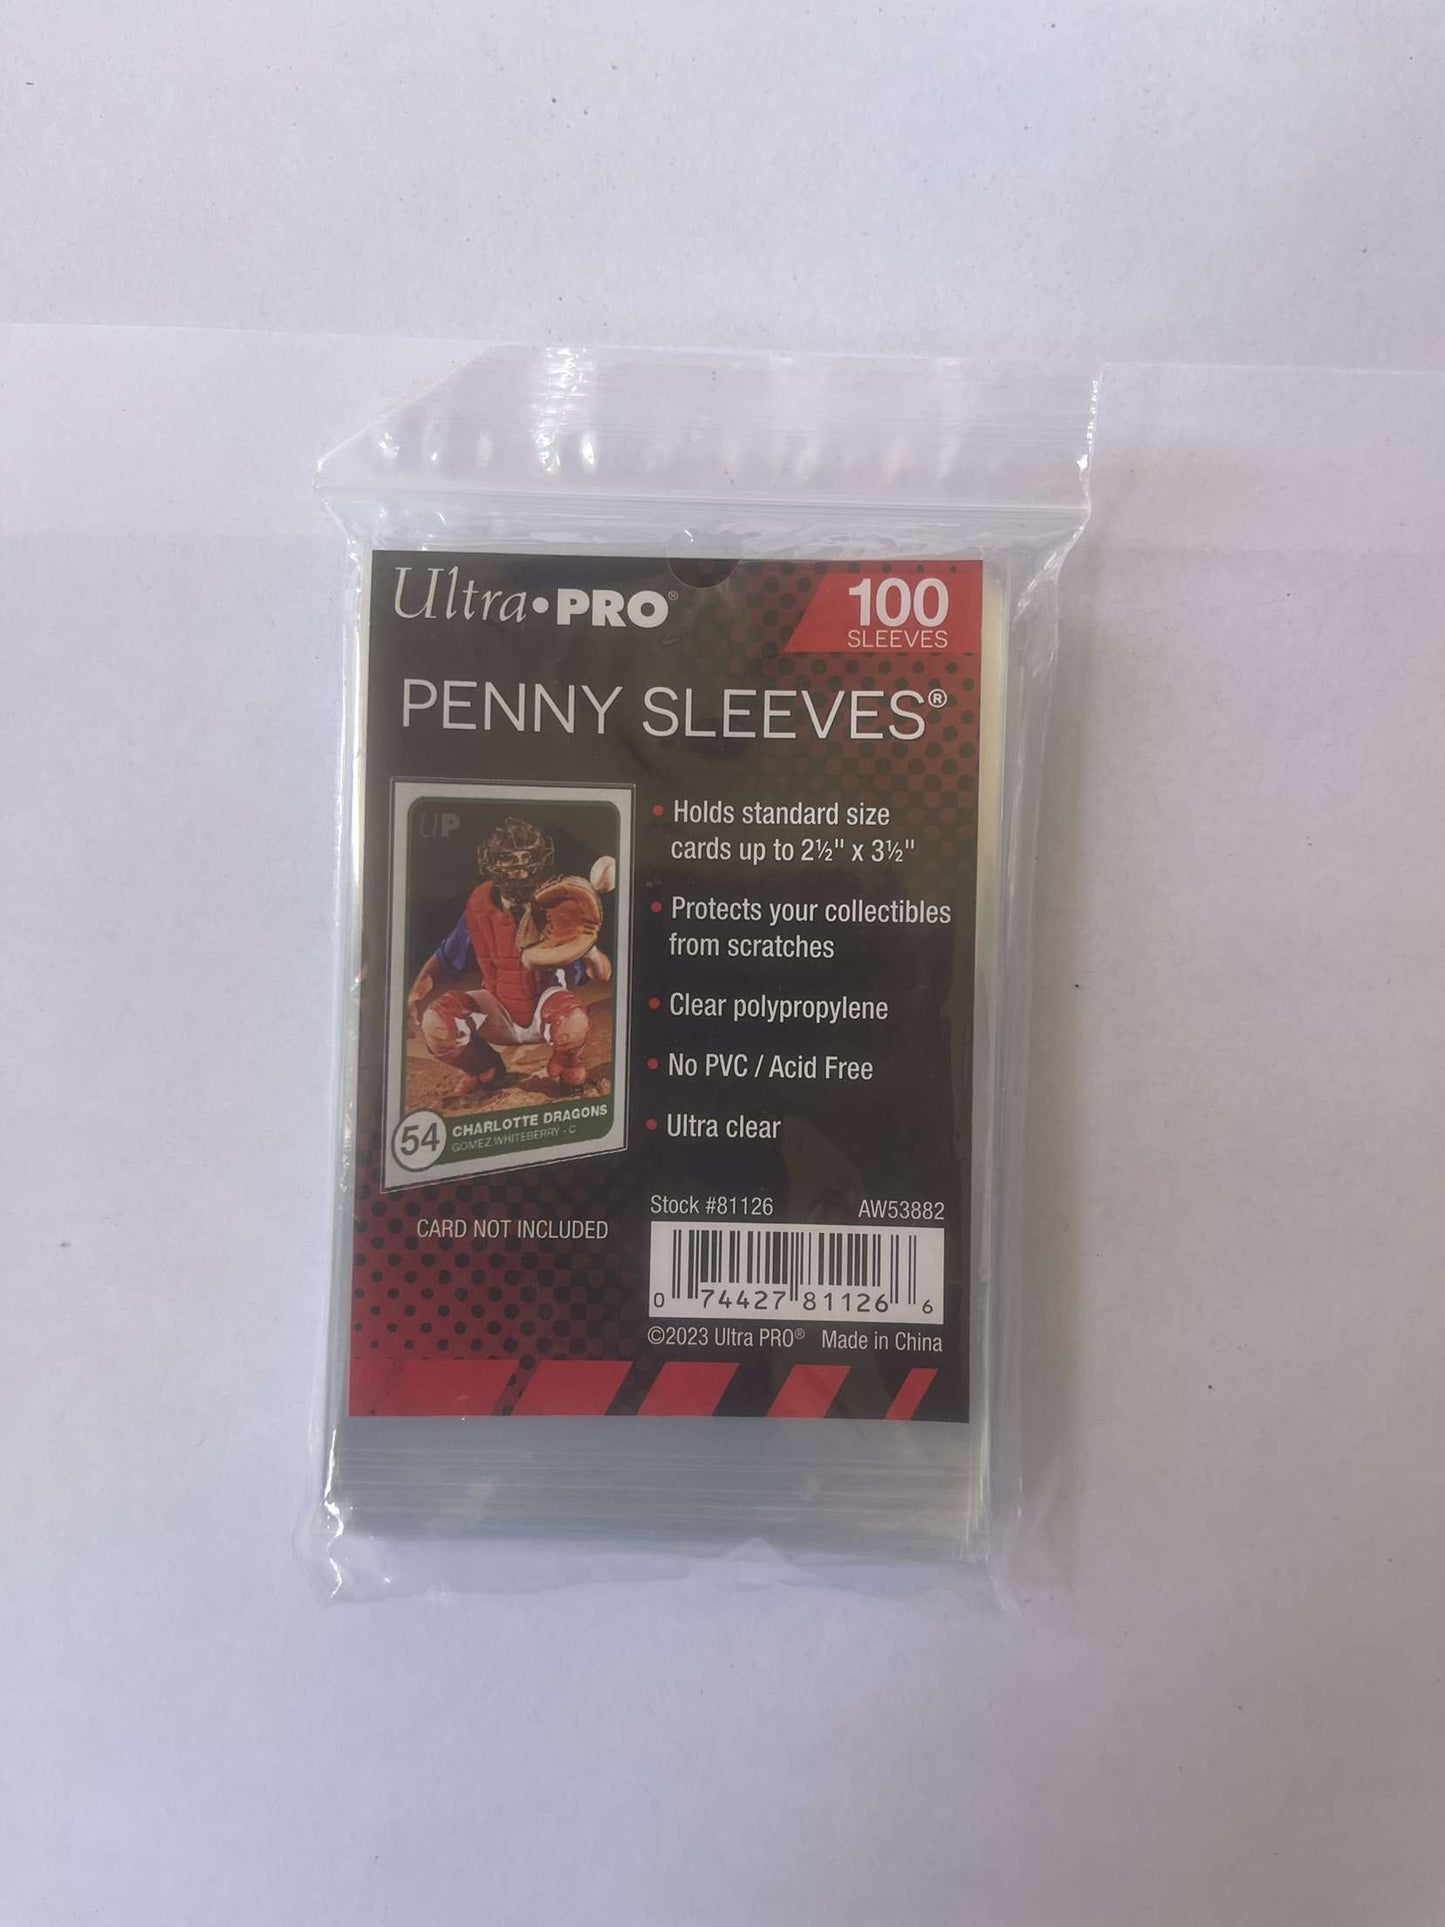 Ultra•PRO®
100
SLEEVES
PENNY SLEEVES®
UP
• Holds standard size
cards up to 2½" x 3½"
• Protects your collectibles
from scratches
• Clear polypropylene
• No PVC / Acid Free
• Ultra clear
54
CHARLOTTE DRAGONS
GOMEZ WHITEBERRY - C
CARD NOT INCLUDED
Stock #81126 AW53882
0 74427 81126 6
©2023 Ultra PRO® Made in China